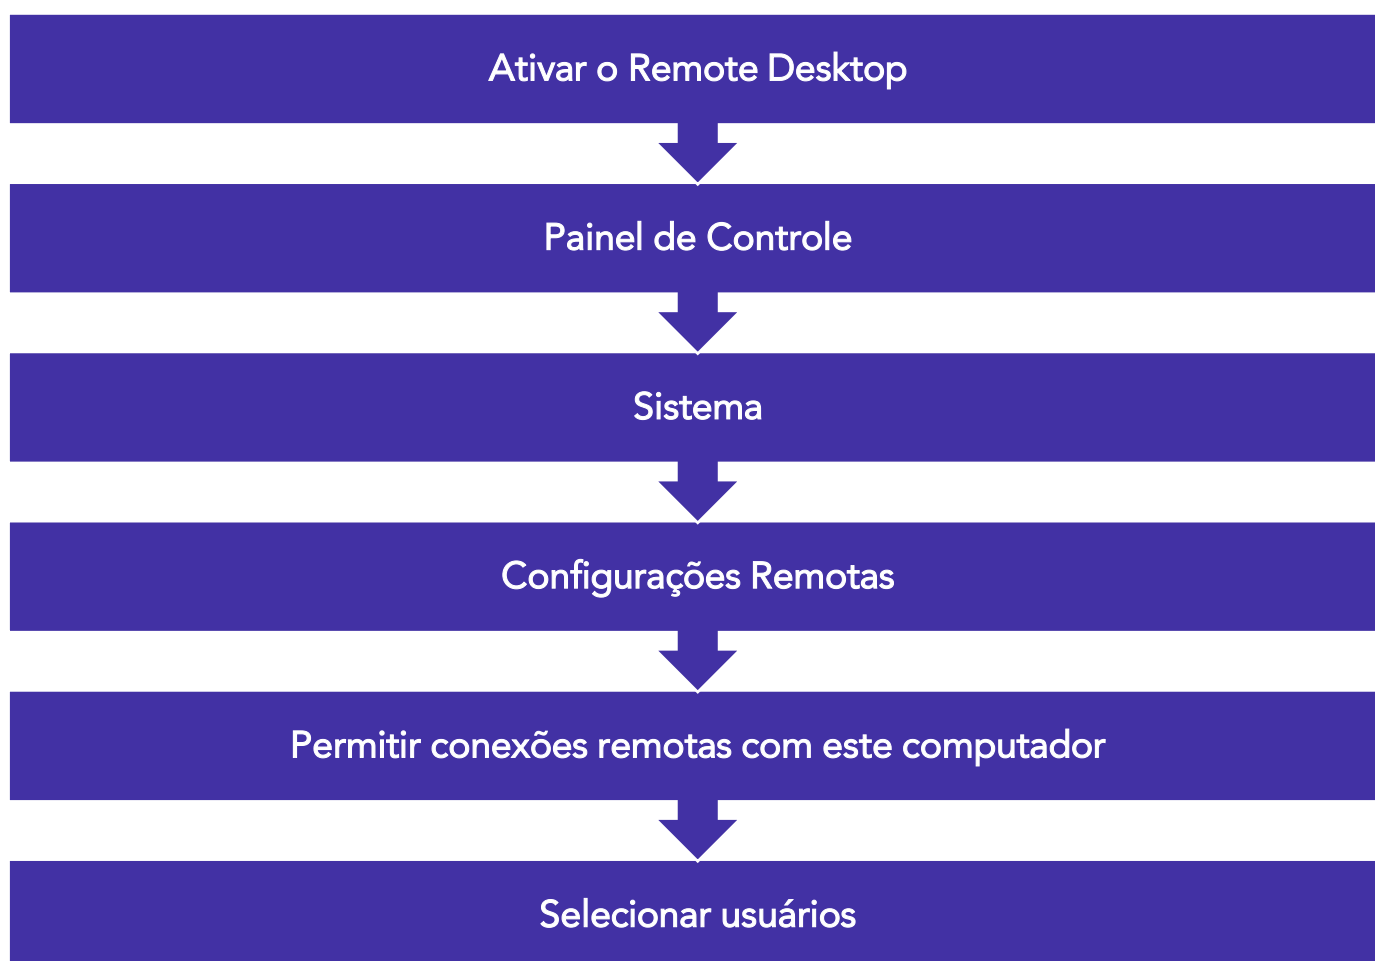 Ativar o Remote Desktop
Painel de Controle
Sistema
Configurações Remotas
Permitir conexões remotas com este computador
Selecionar usuários